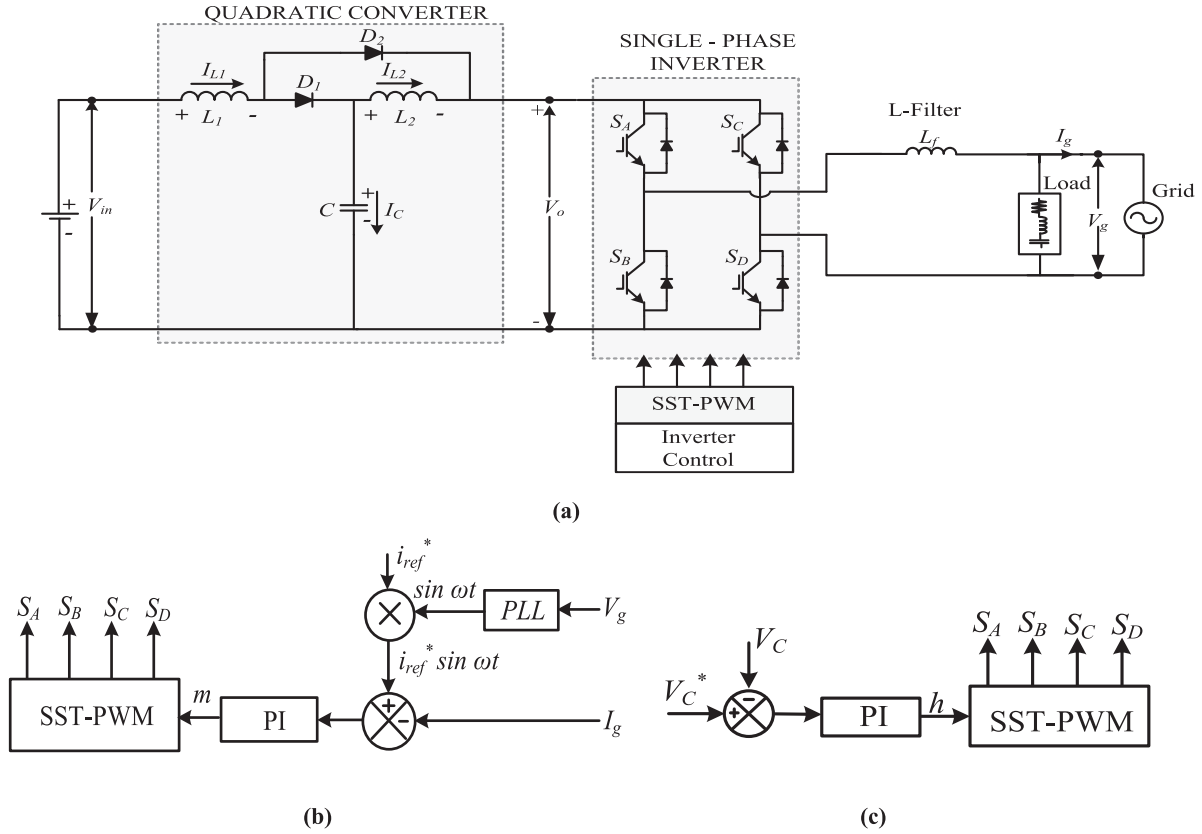 QUADRATIC CONVERTER
D2
IL1
D1
IL2
+ L1 -
+ L2 -
SINGLE - PHASE
INVERTER
+
SA
SC
L-Filter
Lf
Ig
+
-
Vin
C
+
-
IC
Vo
Load
Vg
Grid
SB
SD
-
SST-PWM
Inverter
Control
(a)
iref*
sin ωt
PLL
Vg
SA SB SC SD
iref* sin ωt
m
SST-PWM
PI
+
-
Ig
(b)
VC
SA SB SC SD
VC*
+
-
PI
h
SST-PWM
(c)